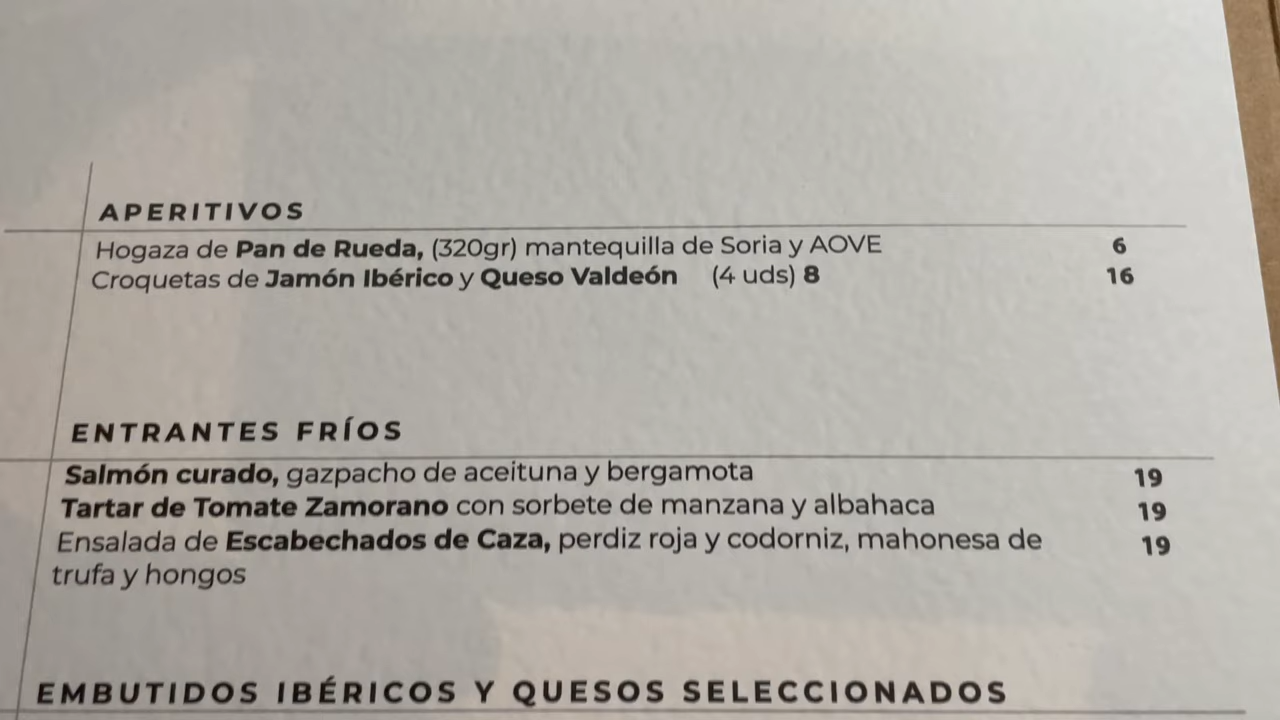 APERITIVOS
Hogaza de Pan de Rueda, (320gr) mantequilla de Soria y AOVE 6
Croquetas de Jamón Ibérico y Queso Valdeón (4 uds) 8 16
ENTRANTES FRÍOS
Salmón curado, gazpacho de aceituna y bergamota 19
Tartar de Tomate Zamorano con sorbete de manzana y albahaca 19
Ensalada de Escabechados de Caza, perdiz roja y codorniz, mahonesa de 19
trufa y hongos
EMBUTIDOS IBÉRICOS Y QUESOS SELECCIONADOS